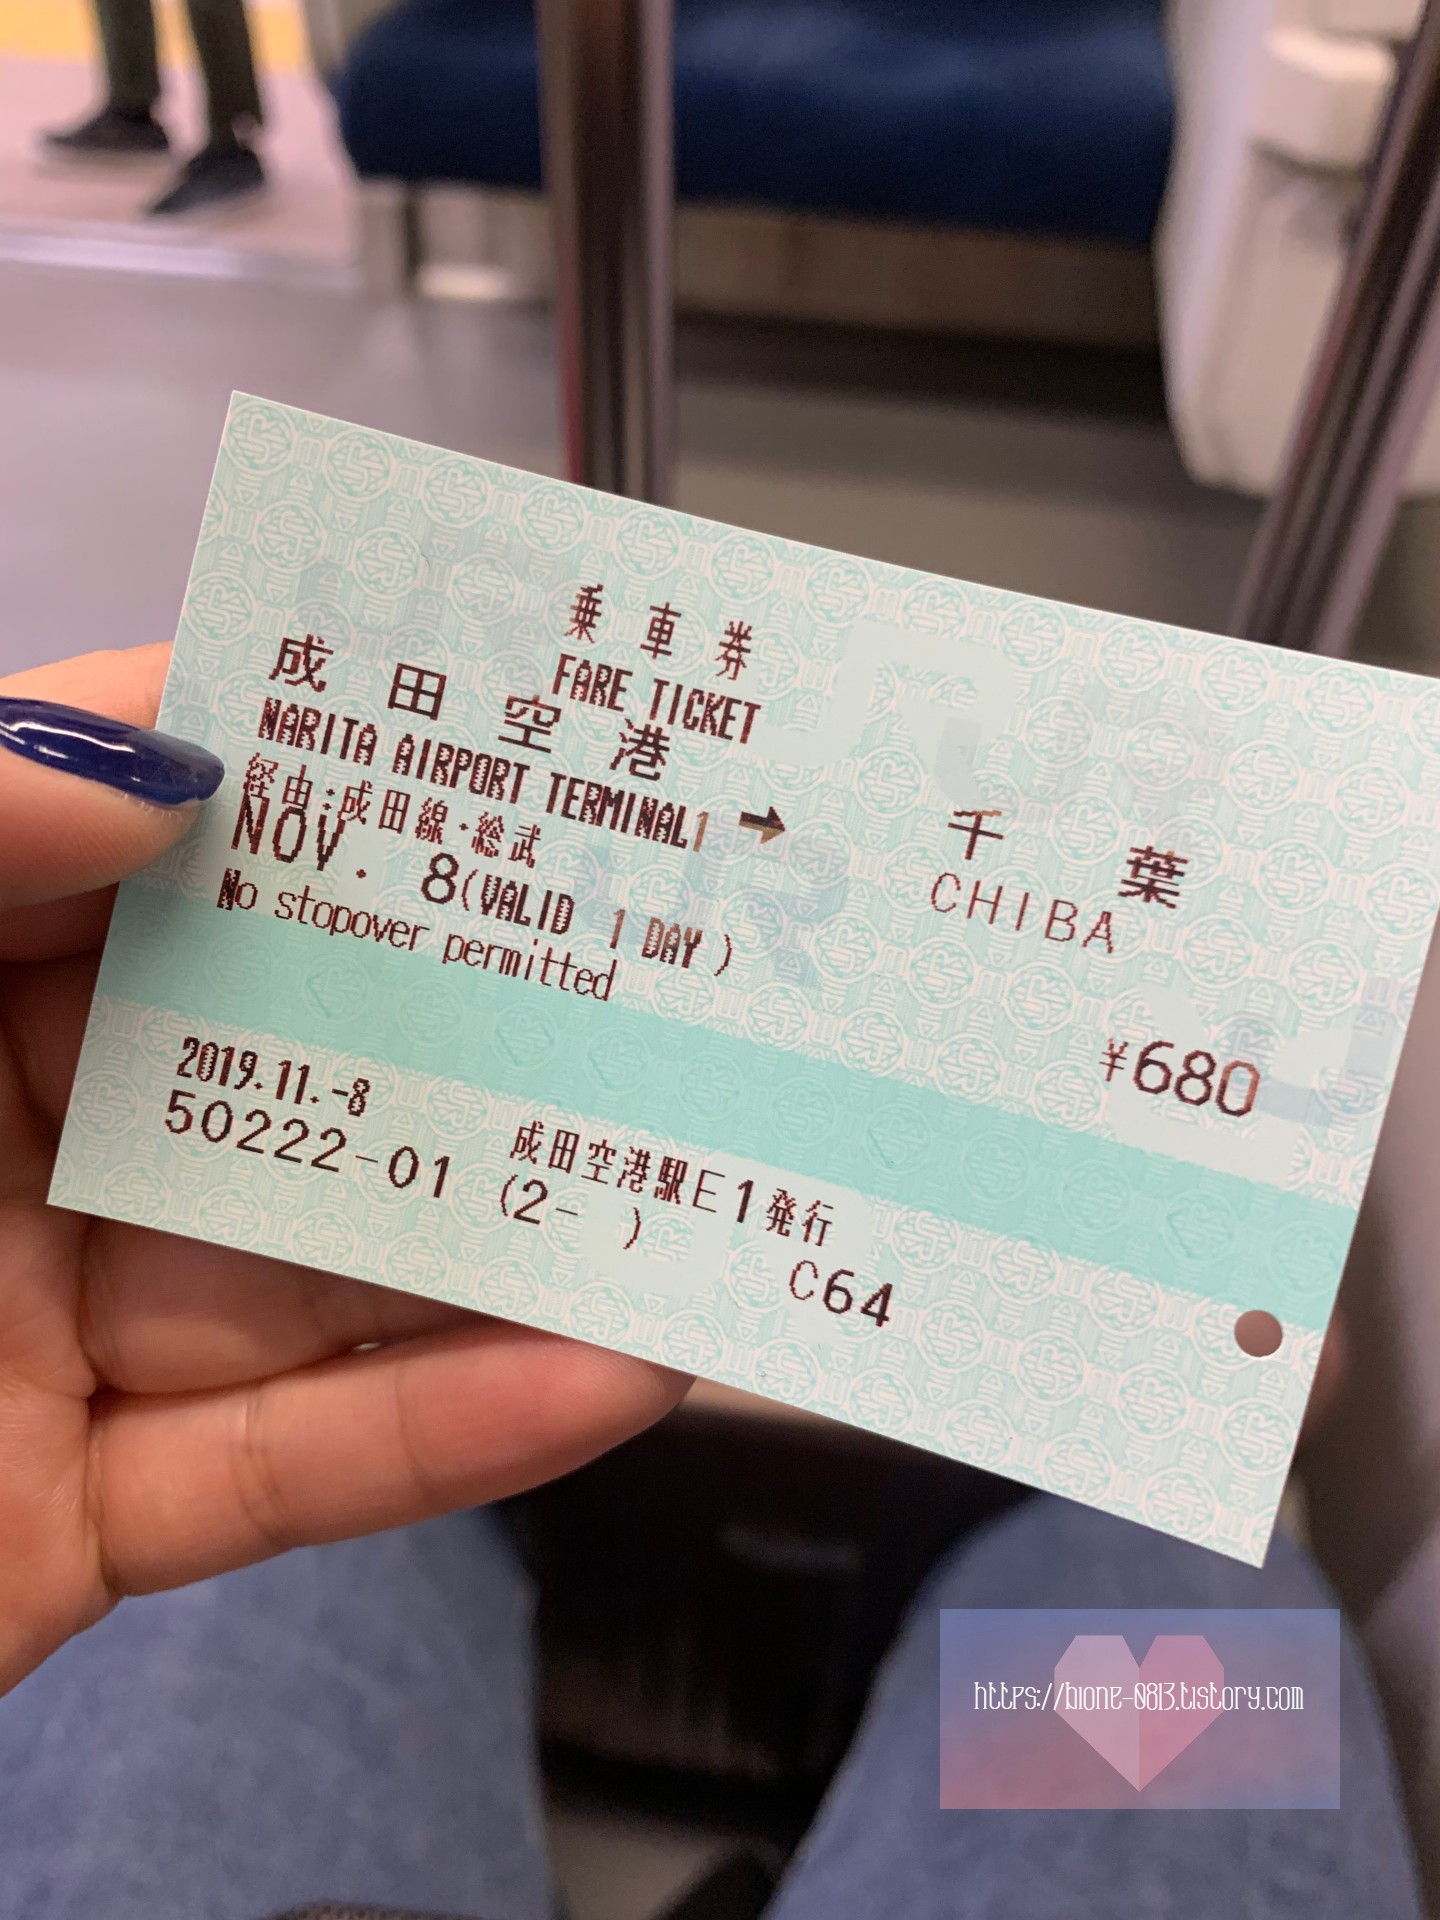 乗車券
FARE TICKET
成田空港
NARITA AIRPORT TERMINAL1 ➡ 千葉
CHIBA
経由:成田線・総武
NOV. 8(VALID 1 DAY)
No stopover permitted
¥680
2019.11.-8
50222-01 (2- )
成田空港駅E1発行
C64
https://bione-0813.tistory.com